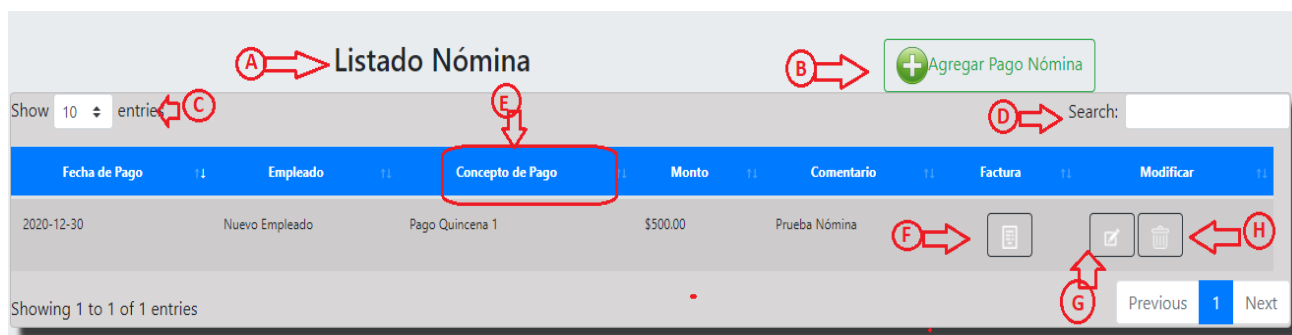 A Listado Nómina
B Agregar Pago Nómina
Show 10 entries C
E
D Search:
Fecha de Pago Empleado Concepto de Pago Monto Comentario Factura Modificar
2020-12-30 Nuevo Empleado Pago Quincena 1 $500.00 Prueba Nómina F H
G
Showing 1 to 1 of 1 entries Previous 1 Next